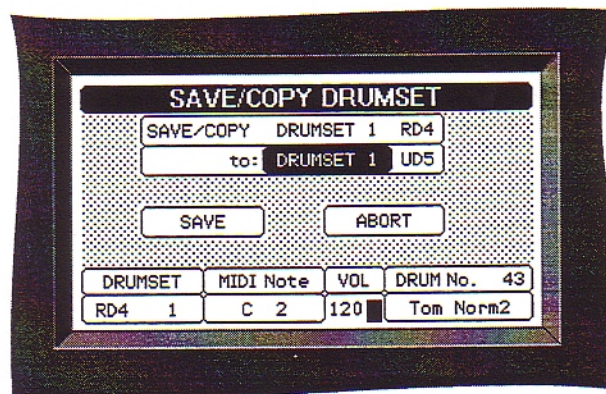 SAVE/COPY DRUMSET
SAVE/COPY DRUMSET 1 RD4
to: DRUMSET 1 UD5
SAVE ABORT
DRUMSET MIDI Note VOL DRUM No. 43
RD4 1 C 2 120 Tom Norm2